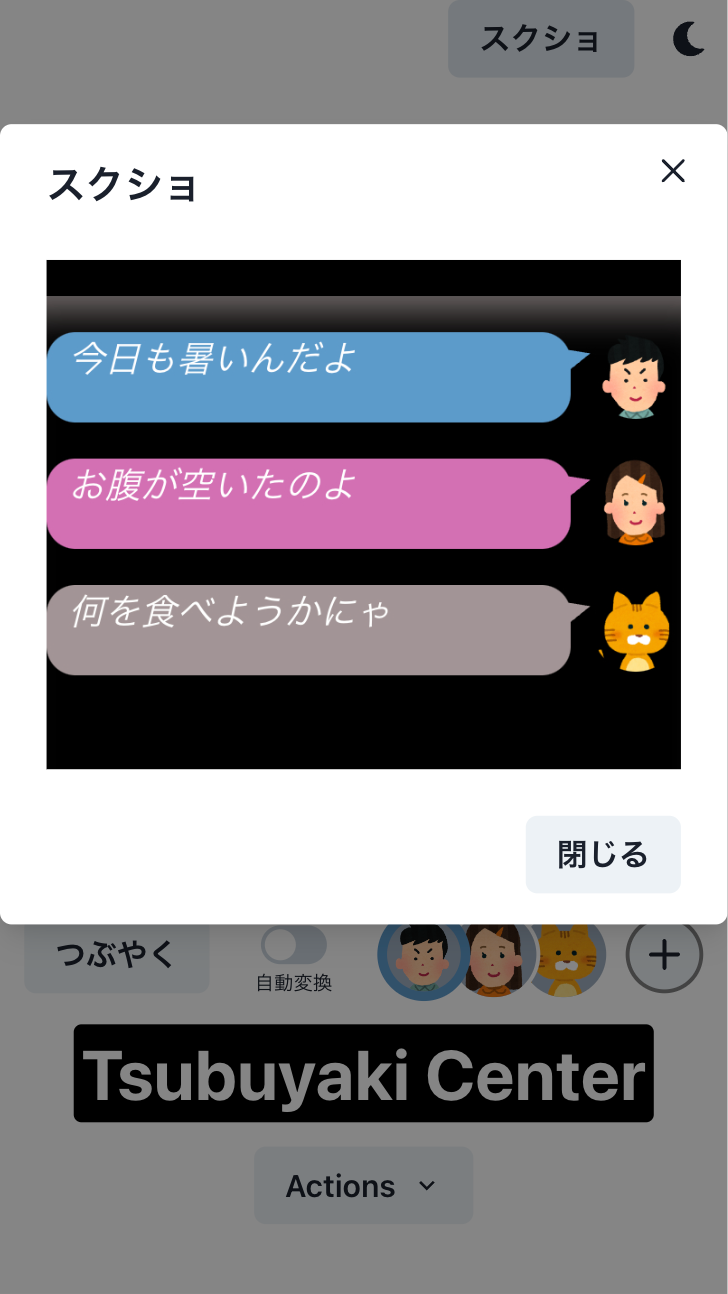 スクショ
スクショ
今日も暑いんだよ
お腹が空いたのよ
何を食べようかにゃ
閉じる
つぶやく
自動変換
Tsubuyaki Center
Actions